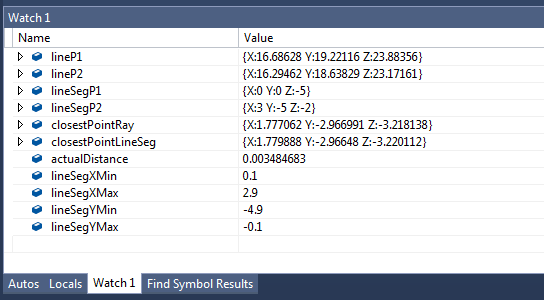 Watch 1
Name Value
lineP1 {X:16.68628 Y:19.22116 Z:23.88356}
lineP2 {X:16.29462 Y:18.63829 Z:23.17161}
lineSegP1 {X:0 Y:0 Z:-5}
lineSegP2 {X:3 Y:-5 Z:-2}
closestPointRay {X:1.777062 Y:-2.966991 Z:-3.218138}
closestPointLineSeg {X:1.779888 Y:-2.96648 Z:-3.220112}
actualDistance 0.003484683
lineSegXMin 0.1
lineSegXMax 2.9
lineSegYMin -4.9
lineSegYMax -0.1
Autos Locals Watch 1 Find Symbol Results